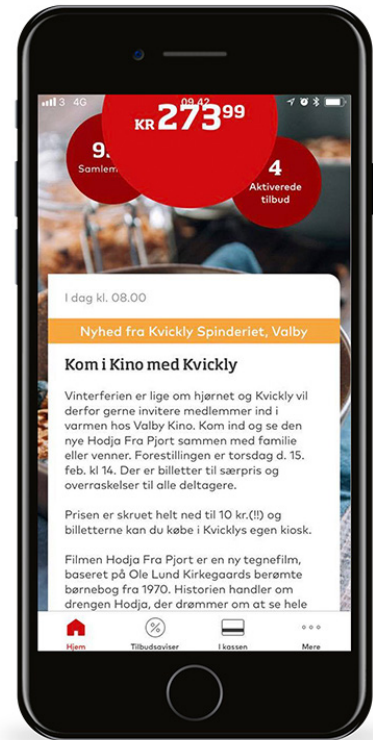 3 4G 09.42
KR 273⁹⁹
9
Samlem
4
Aktiverede
tilbud
I dag kl. 08.00
Nyhed fra Kvickly Spinderiet, Valby
Kom i Kino med Kvickly
Vinterferien er lige om hjørnet og Kvickly vil
derfor gerne invitere medlemmer ind i
varmen hos Valby Kino. Kom ind og se den
nye Hodja Fra Pjort sammen med familie
eller venner. Forestillingen er torsdag d. 15.
feb. kl 14. Der er billetter til særpris og
overraskelser til alle deltagere.
Prisen er skruet helt ned til 10 kr.(!!) og
billetterne kan du købe i Kvicklys egen kiosk.
Filmen Hodja Fra Pjort er en ny tegnefilm,
baseret på Ole Lund Kirkegaards berømte
børnebog fra 1970. Historien handler om
drengen Hodja, der drømmer om at se hele
Hjem Tilbudsaviser I kassen Mere